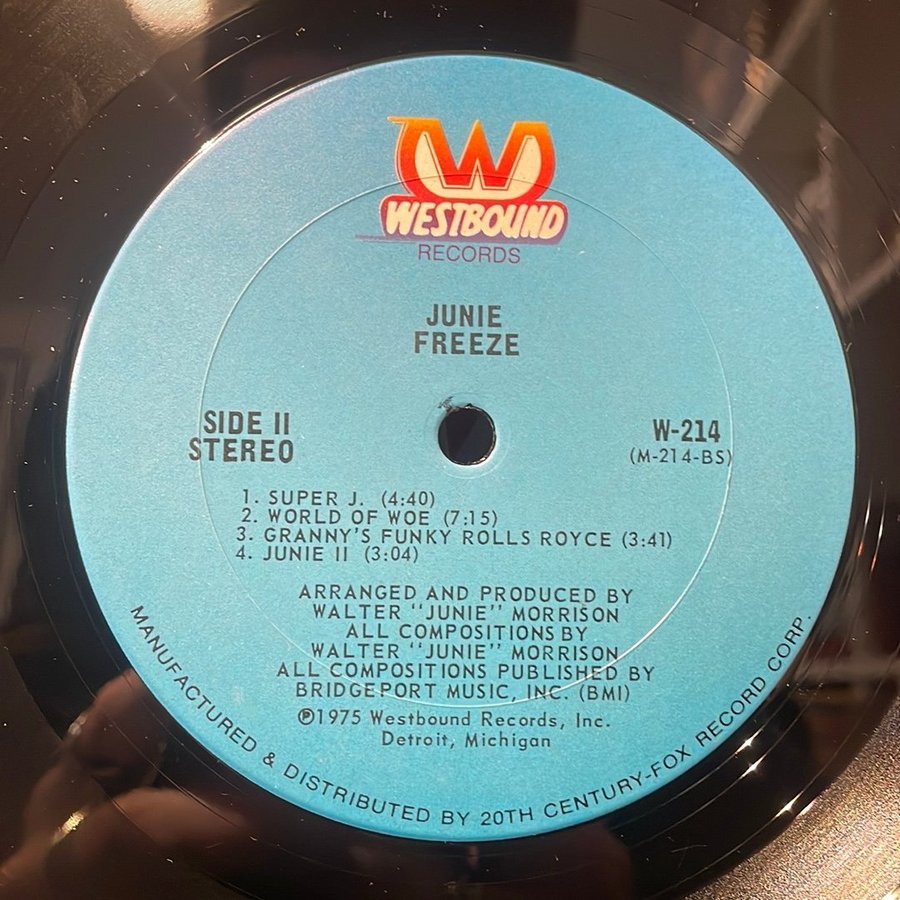 W
WESTBOUND
RECORDS
JUNIE
FREEZE
SIDE II
STEREO
W-214
(M-214-BS)
1. SUPER J. (4:40)
2. WORLD OF WOE (7:15)
3. GRANNY'S FUNKY ROLLS ROYCE (3:41)
4. JUNIE II (3:04)
ARRANGED AND PRODUCED BY
WALTER "JUNIE" MORRISON
ALL COMPOSITIONS BY
WALTER "JUNIE" MORRISON
ALL COMPOSITIONS PUBLISHED BY
BRIDGEPORT MUSIC, INC. (BMI)
℗1975 Westbound Records, Inc.
Detroit, Michigan
MANUFACTURED & DISTRIBUTED BY 20TH CENTURY-FOX RECORD CORP.